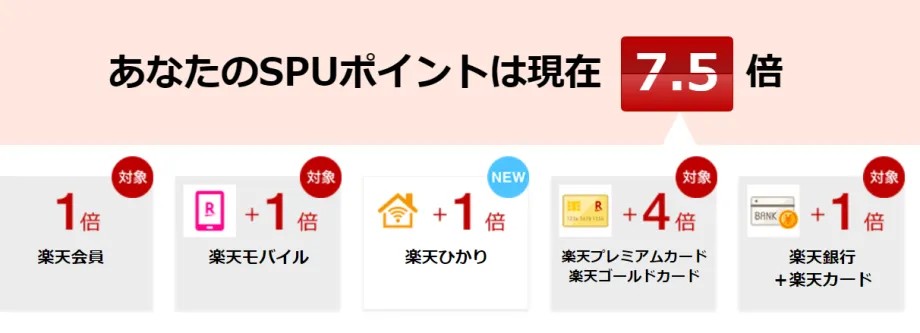 あなたのSPUポイントは現在 7.5 倍
対象
1倍
楽天会員
対象
R
+1倍
楽天モバイル
NEW
+1倍
楽天ひかり
対象
R
+4倍
楽天プレミアムカード
楽天ゴールドカード
対象
BANK
+1倍
楽天銀行
+楽天カード